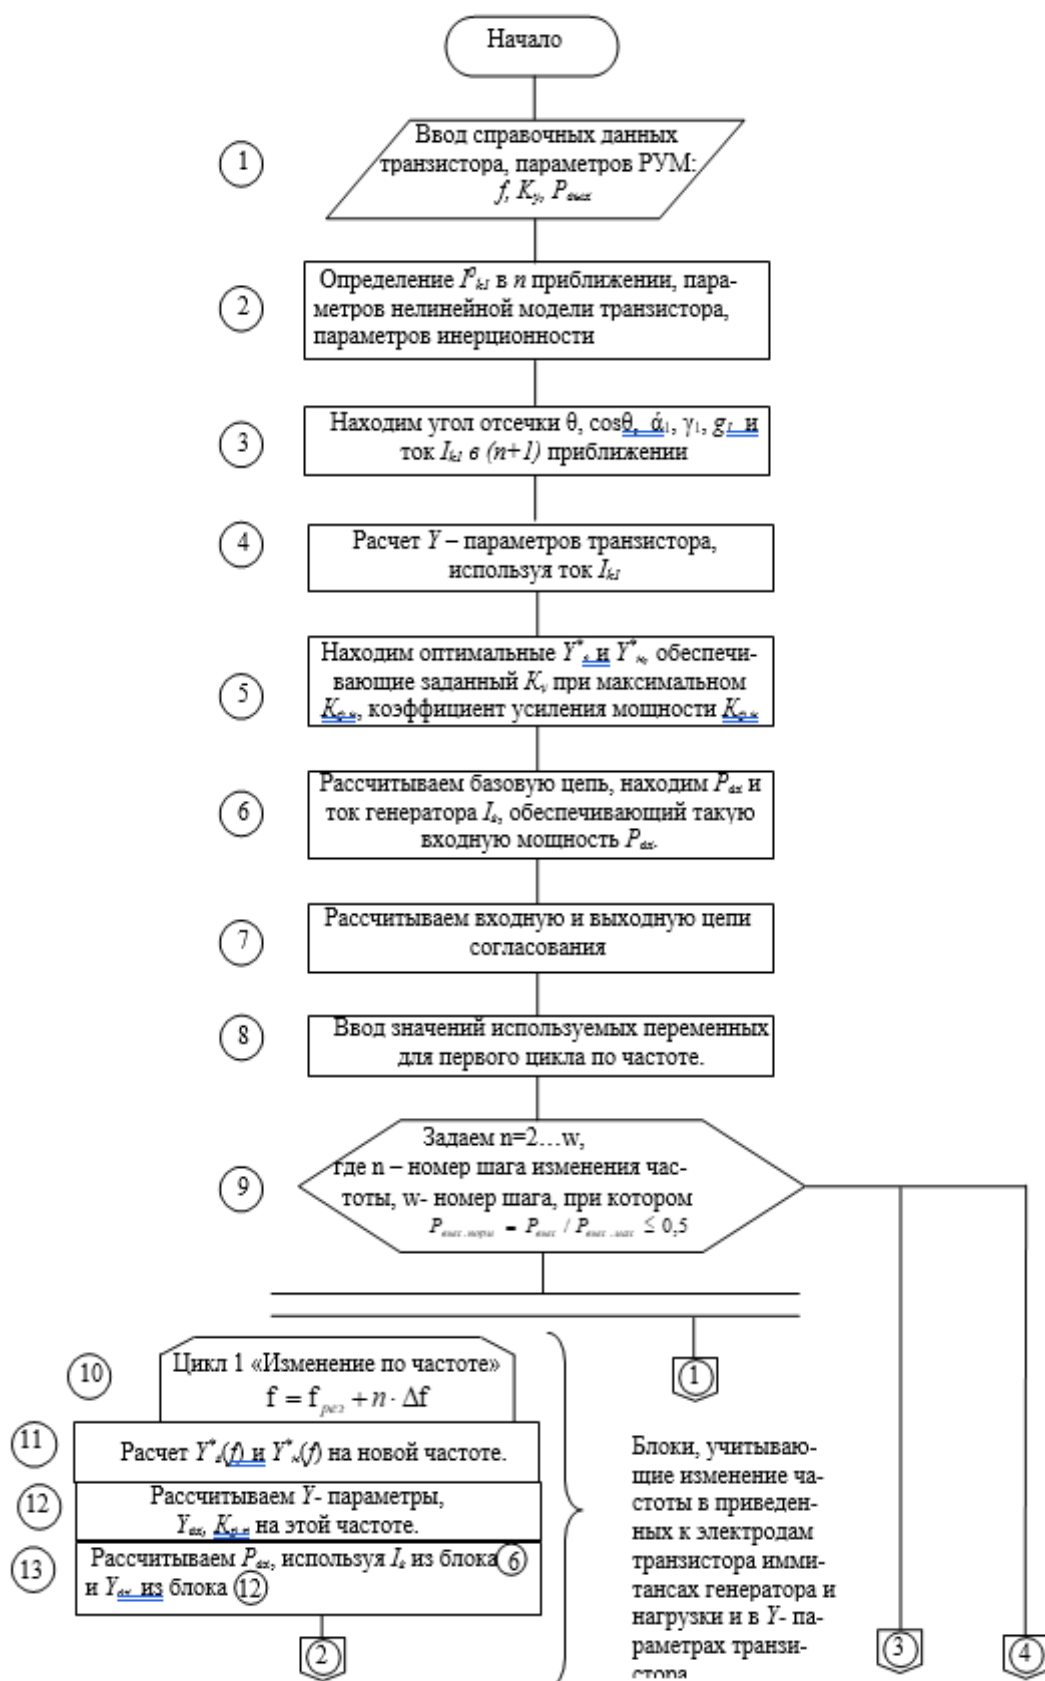 Начало
1
Ввод справочных данных
транзистора, параметров РУМ:
f, Kу, Pвых
2
Определение Iⁿk1 в n приближении, пара-
метров нелинейной модели транзистора,
параметров инерционности
3
Находим угол отсечки θ, cosθ, ά1, γ1, g1 и
ток Ik1 в (n+1) приближении
4
Расчет Y – параметров транзистора,
используя ток Ik1
5
Находим оптимальные Y*г и Y*н, обеспечи-
вающие заданный Kу при максимальном
коэффициент усиления мощности
6
Рассчитываем базовую цепь, находим Pвх и
ток генератора Iг, обеспечивающий такую
входную мощность Pвх.
7
Рассчитываем входную и выходную цепи
согласования
8
Ввод значений используемых переменных
для первого цикла по частоте.
9
Задаем n=2…w,
где n – номер шага изменения час-
тоты, w- номер шага, при котором
Pвых.норм = Pвых / Pвых.мах ≤ 0,5
10
Цикл 1 «Изменение по частоте»
f = fрез + n · Δf
1
11
Расчет Y*г(f) и Y*н(f) на новой частоте.
12
Рассчитываем Y- параметры,
Yвх, на этой частоте.
13
Рассчитываем Pвх, используя Iг из блока 6
и Yвх из блока 12
2
Блоки, учитываю-
щие изменение ча-
стоты в приведен-
ных к электродам
транзистора имми-
тансах генератора и
нагрузки и в Y- па-
раметрах транзи-
стора
3
4